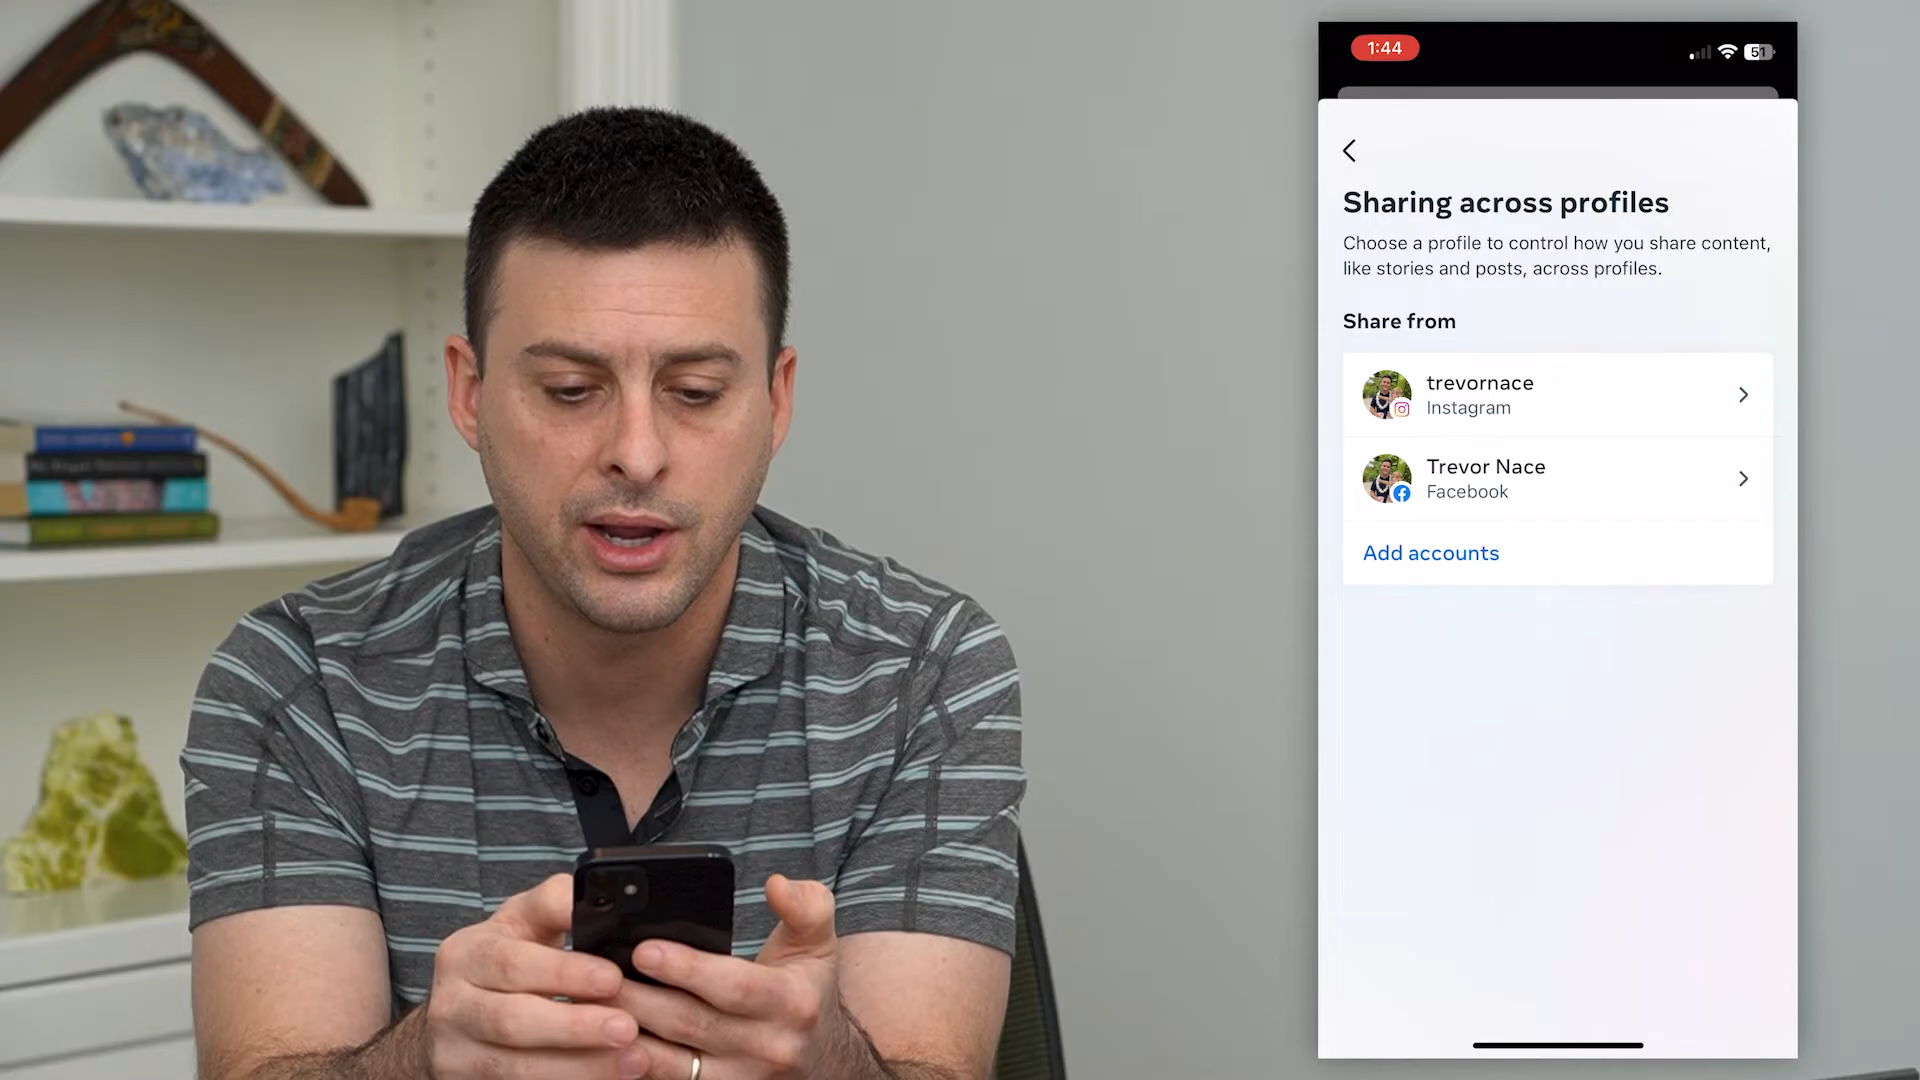 1:44
51
Sharing across profiles
Choose a profile to control how you share content,
like stories and posts, across profiles.
Share from
trevornace
Instagram
Trevor Nace
Facebook
Add accounts